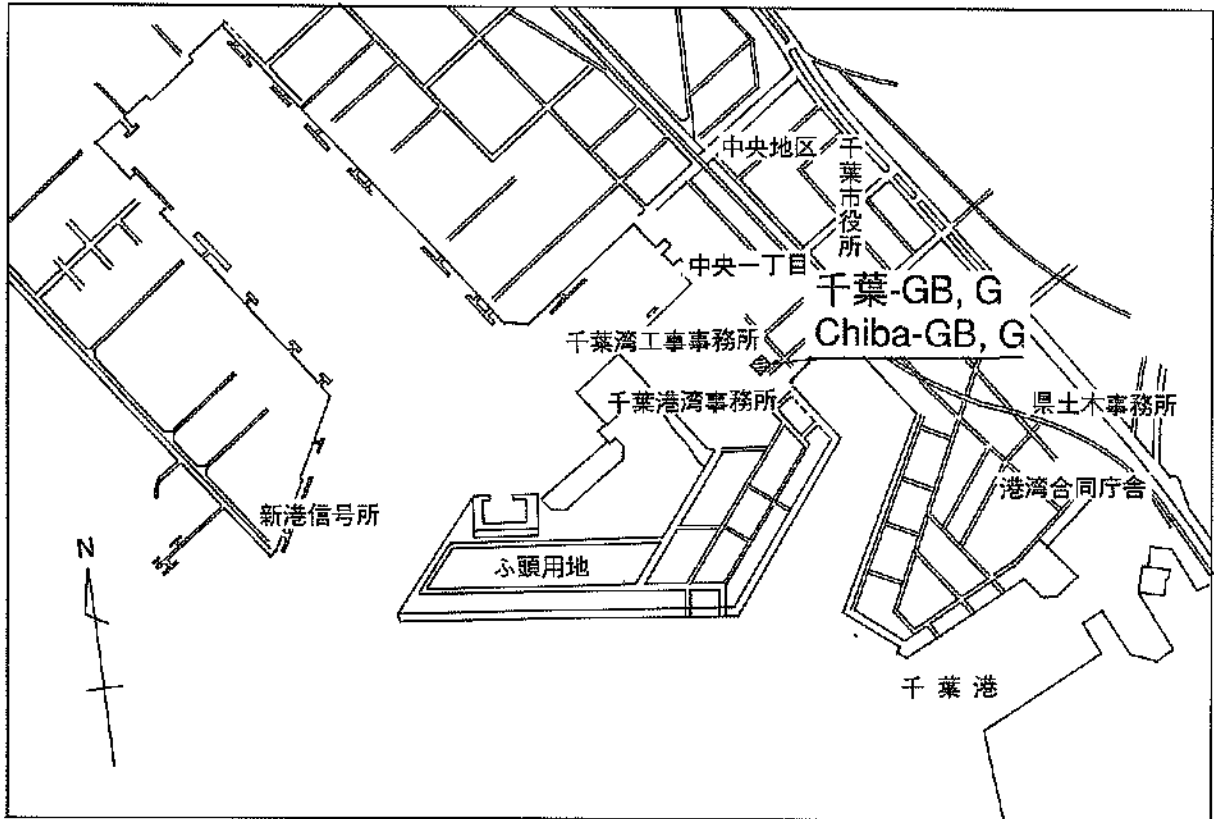 中央地区
千葉市役所
中央一丁目
千葉-GB, G
Chiba-GB, G
千葉湾工事事務所
千葉港湾事務所
県土木事務所
港湾合同庁舎
新港信号所
N
ふ頭用地
千葉港